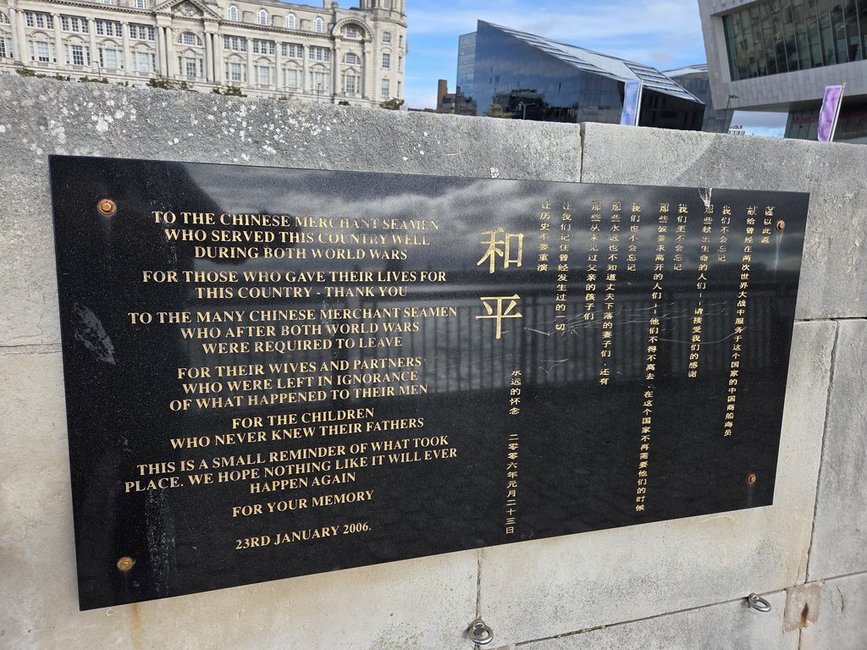 TO THE CHINESE MERCHANT SEAMEN
WHO SERVED THIS COUNTRY WELL
DURING BOTH WORLD WARS
FOR THOSE WHO GAVE THEIR LIVES FOR
THIS COUNTRY - THANK YOU
TO THE MANY CHINESE MERCHANT SEAMEN
WHO AFTER BOTH WORLD WARS
WERE REQUIRED TO LEAVE
FOR THEIR WIVES AND PARTNERS
WHO WERE LEFT IN IGNORANCE
OF WHAT HAPPENED TO THEIR MEN
FOR THE CHILDREN
WHO NEVER KNEW THEIR FATHERS
THIS IS A SMALL REMINDER OF WHAT TOOK
PLACE. WE HOPE NOTHING LIKE IT WILL EVER
HAPPEN AGAIN
FOR YOUR MEMORY
23RD JANUARY 2006.
谨以此
献给曾经在两次世界大战中服务于这个国家的中国商船海员
我们不会忘记
那些献出生命的人们--请接受我们的感谢
我们更不会忘记
那些被要求离开的人们--他们不得不离去,在这个国家不再需要他们的时候
我们也不会忘记
那些永远也不知道丈夫下落的妻子们,还有
那些从未见过父亲的孩子们
让我们记住曾经发生过的一切
让历史不要重演
和平
永远的怀念 二零零六年元月二十三日